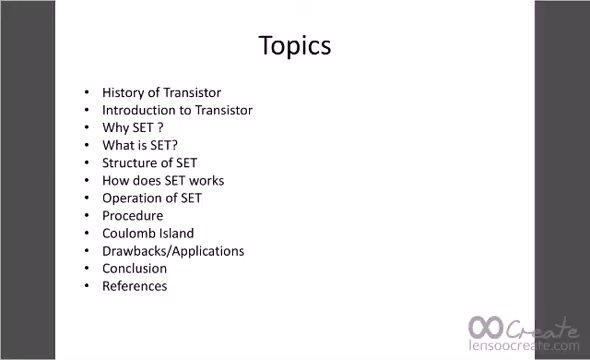 Topics
• History of Transistor
• Introduction to Transistor
• Why SET ?
• What is SET?
• Structure of SET
• How does SET works
• Operation of SET
• Procedure
• Coulomb Island
• Drawbacks/Applications
• Conclusion
• References
Create
lensoocreate.com